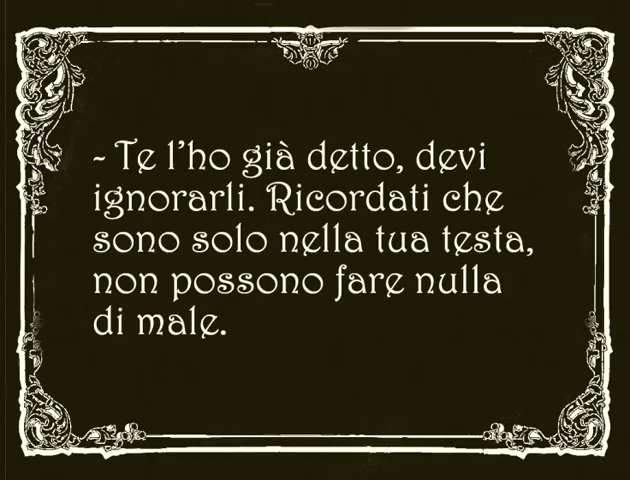 - Te l'ho già detto, devi
ignorarli. Ricordati che
sono solo nella tua testa,
non possono fare nulla
di male.